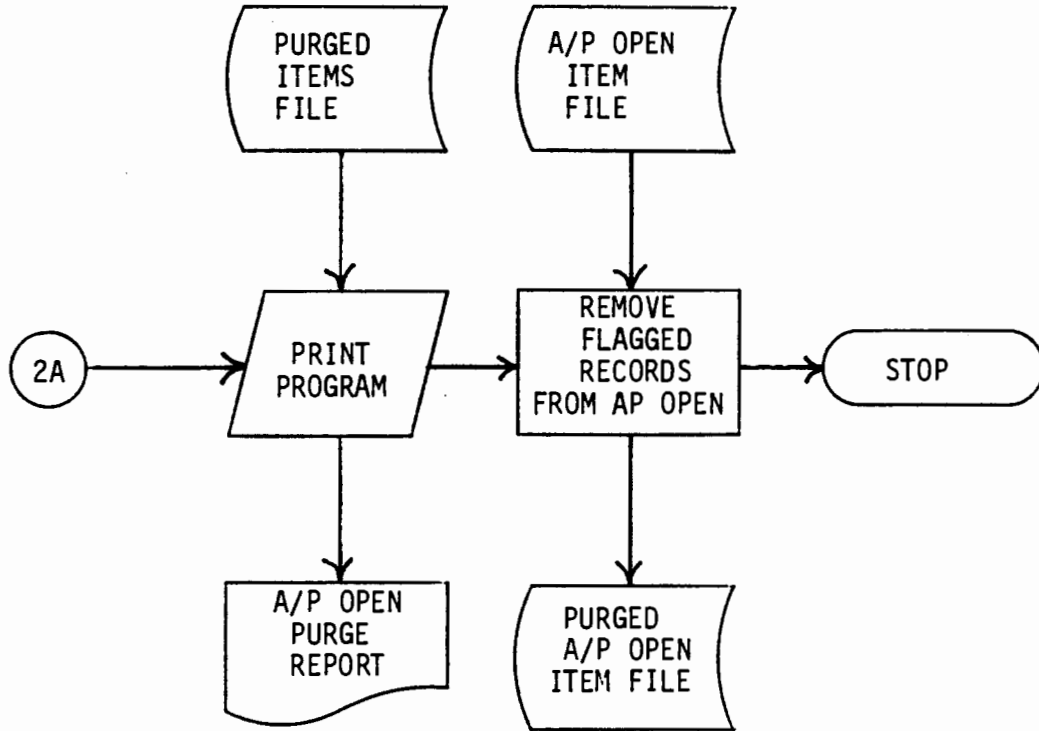 PURGED
ITEMS
FILE
A/P OPEN
ITEM
FILE
2A
PRINT
PROGRAM
REMOVE
FLAGGED
RECORDS
FROM AP OPEN
STOP
A/P OPEN
PURGE
REPORT
PURGED
A/P OPEN
ITEM FILE